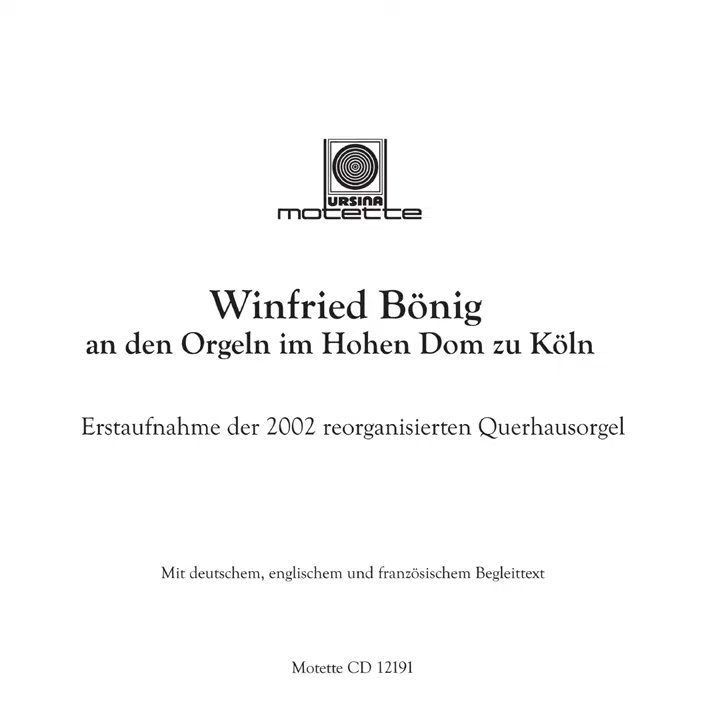 URSINA
motette
Winfried Bönig
an den Orgeln im Hohen Dom zu Köln
Erstaufnahme der 2002 reorganisierten Querhausorgel
Mit deutschem, englischem und französischem Begleittext
Motette CD 12191